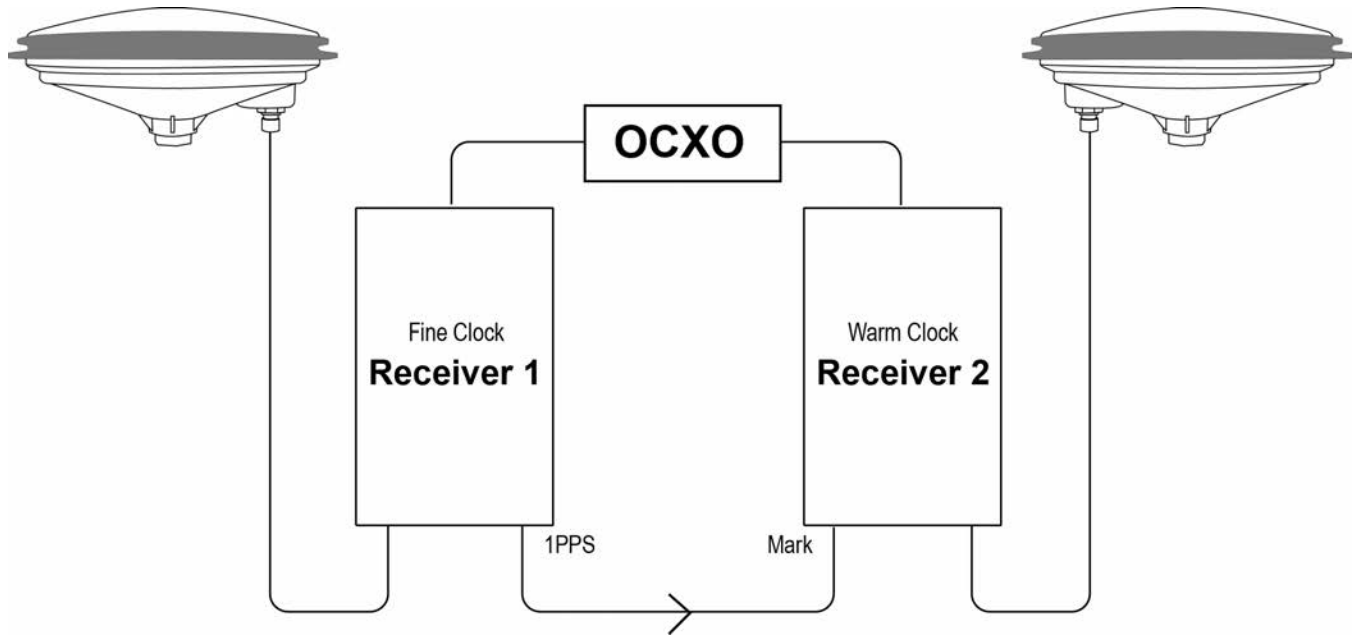 OCXO
Fine Clock
Receiver 1
Warm Clock
Receiver 2
1PPS
Mark